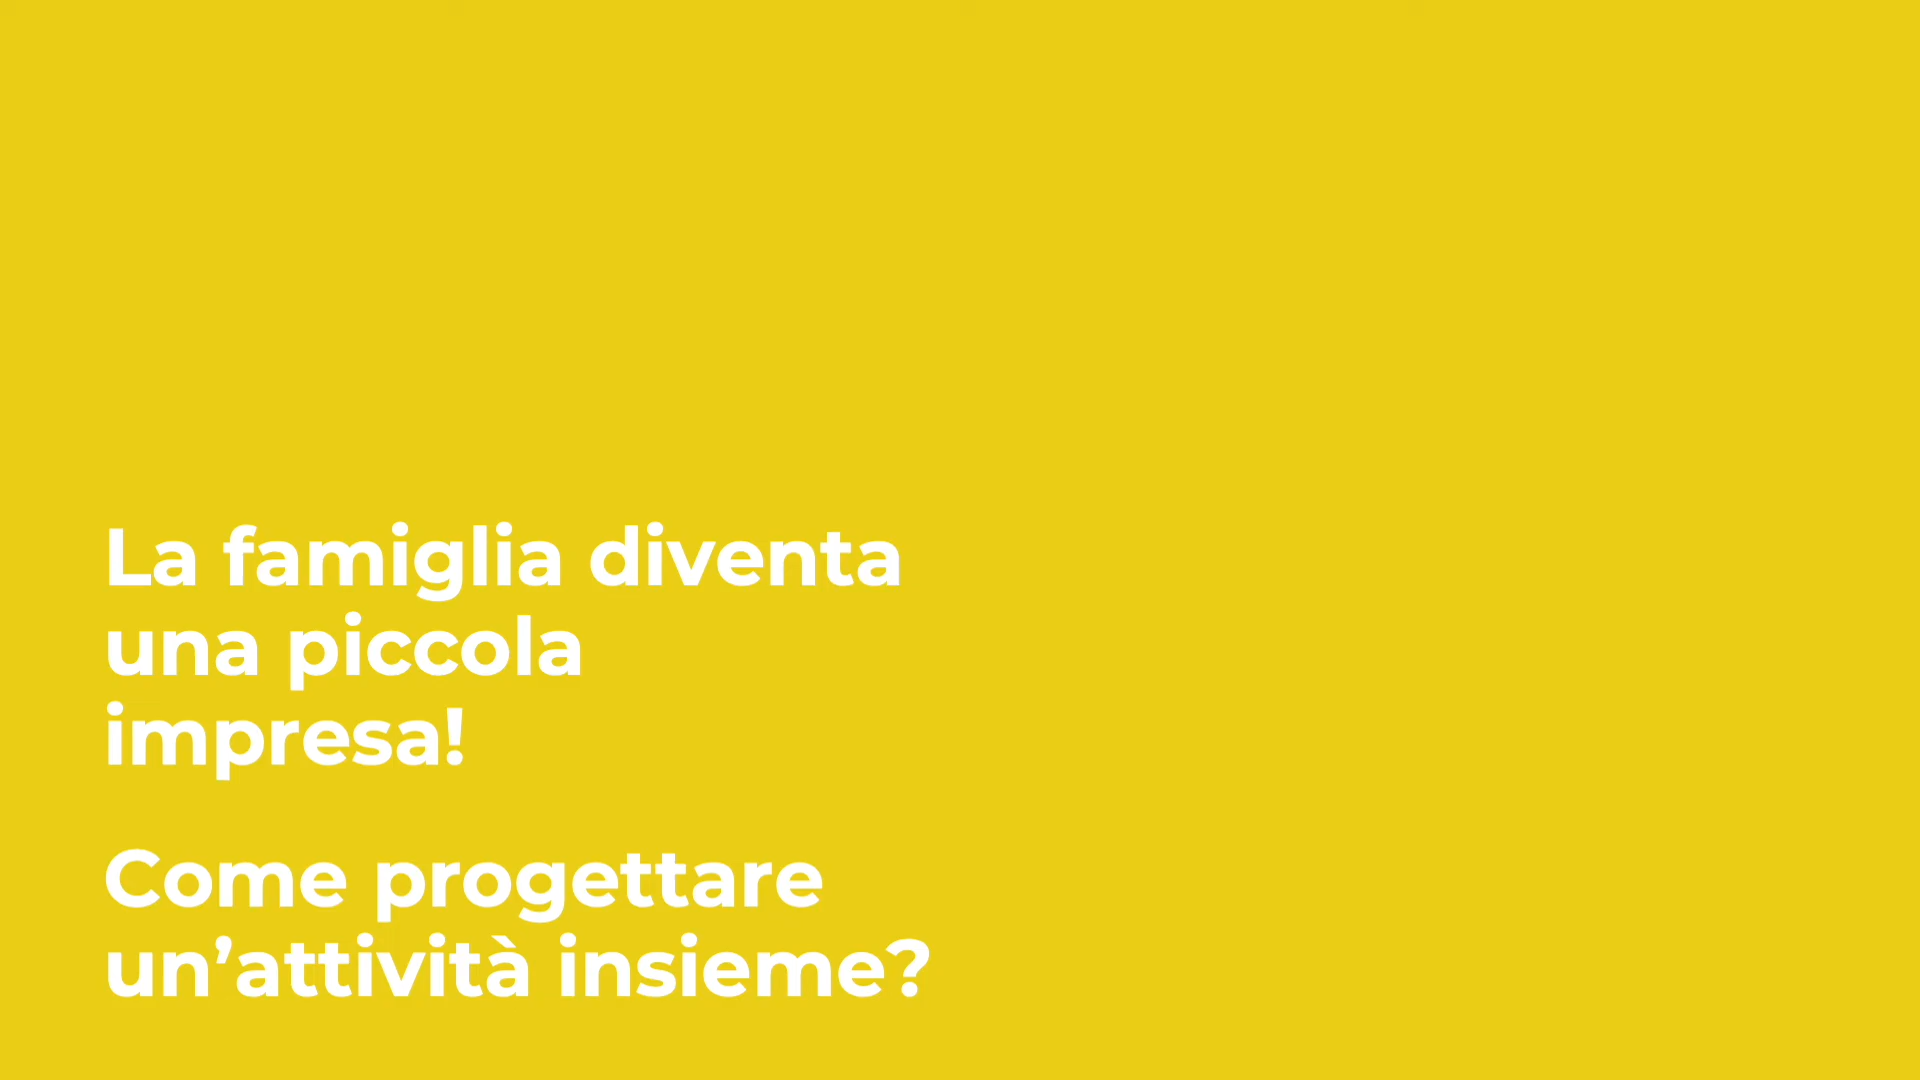 La famiglia diventa
una piccola
impresa!
Come progettare
un’attività insieme?